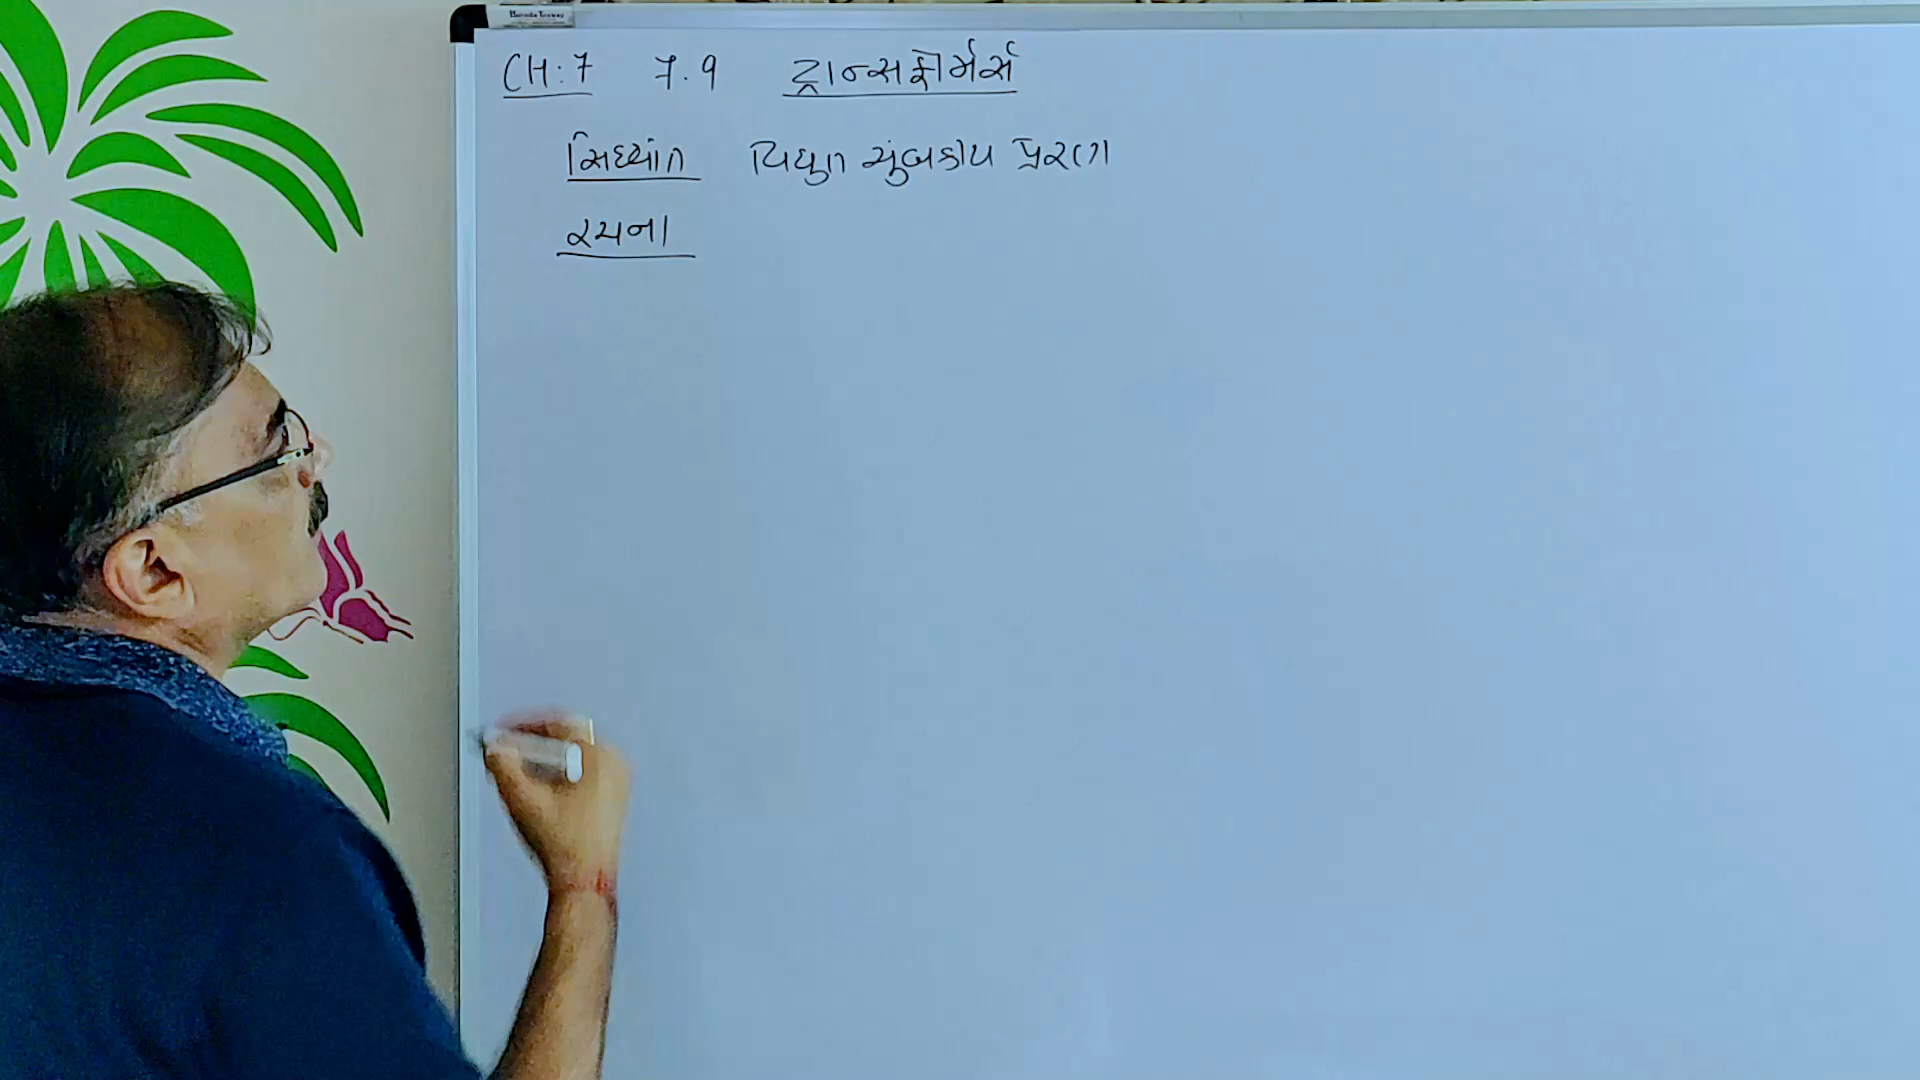 CH:7 7.9 ટ્રાન્સફોર્મર્સ
સિધ્ધાંત વિધુત ચુંબકીય પ્રેરણ
રચના